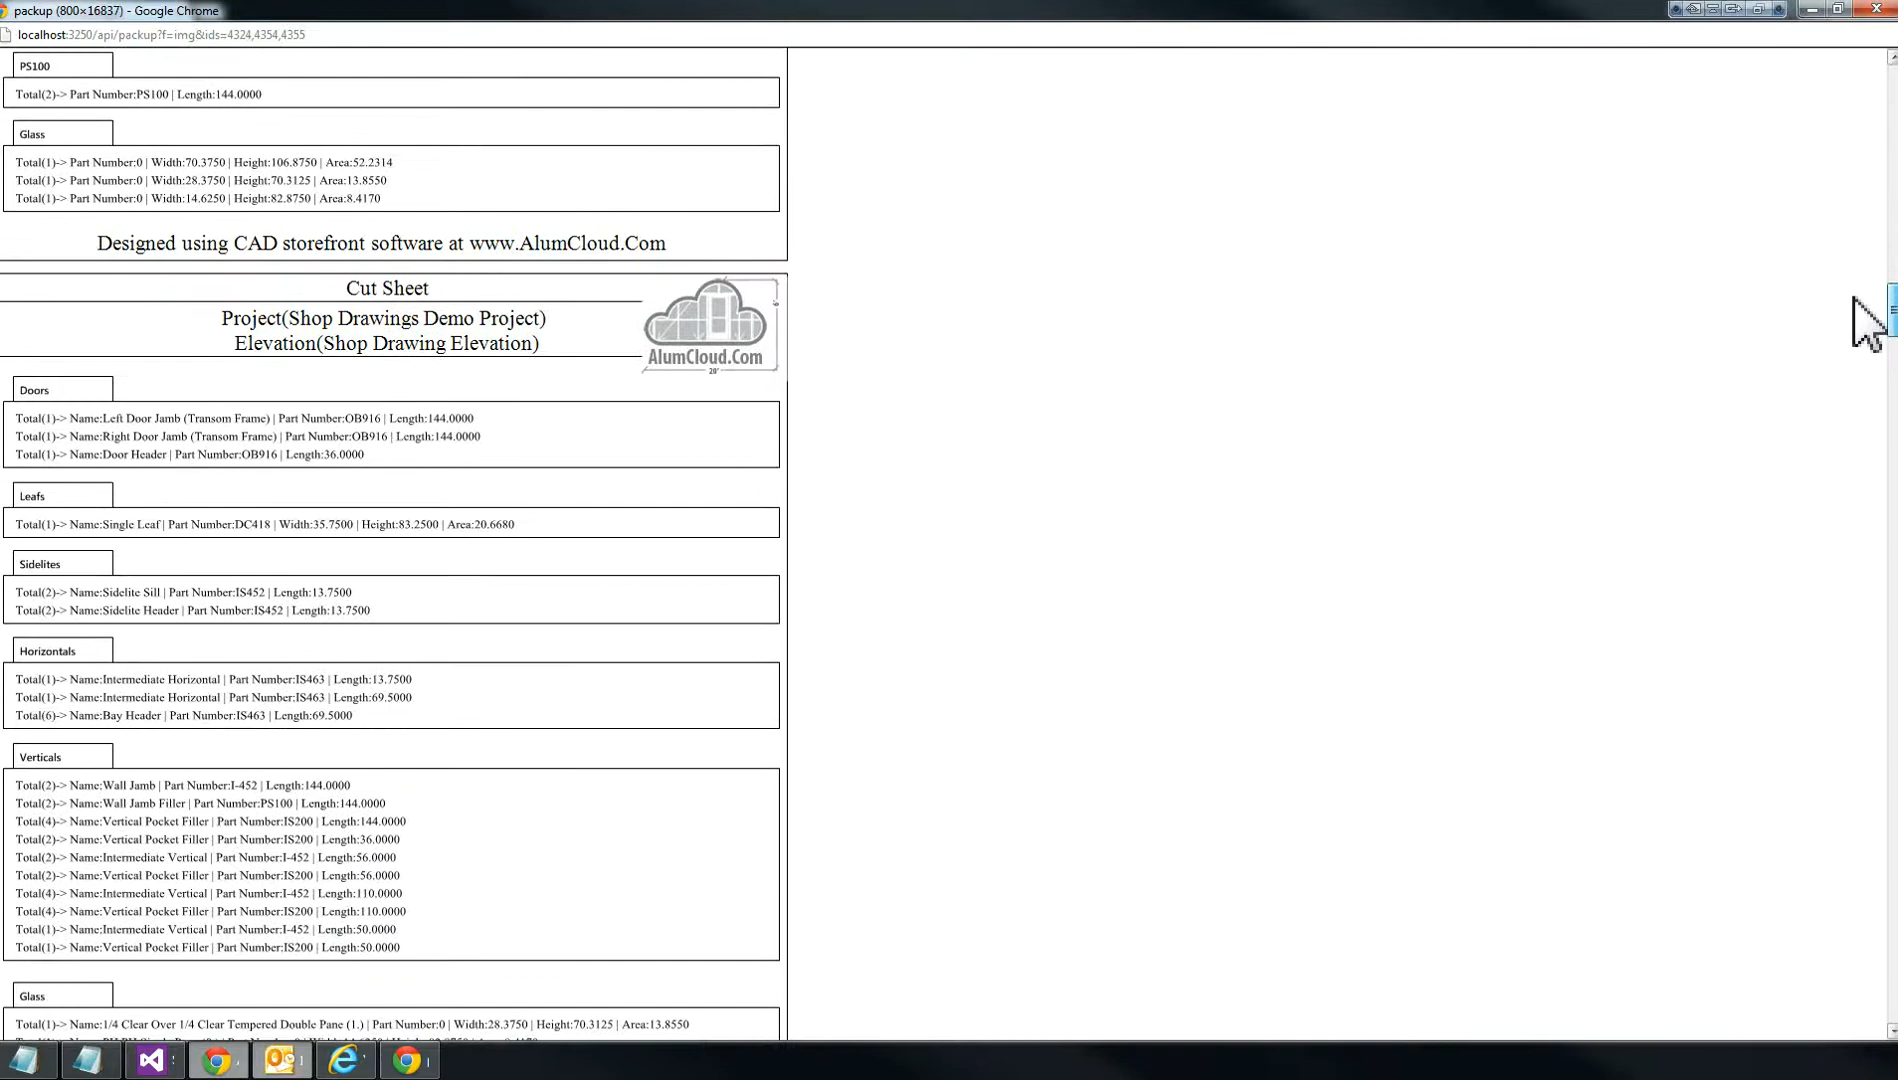 packup (800×16837) - Google Chrome
localhost:3250/api/packup?f=img&ids=4324,4354,4355
PS100
Total(2)-> Part Number:PS100 | Length:144.0000
Glass
Total(1)-> Part Number:0 | Width:70.3750 | Height:106.8750 | Area:52.2314
Total(1)-> Part Number:0 | Width:28.3750 | Height:70.3125 | Area:13.8550
Total(1)-> Part Number:0 | Width:14.6250 | Height:82.8750 | Area:8.4170
Designed using CAD storefront software at www.AlumCloud.Com
Cut Sheet
Project(Shop Drawings Demo Project)
Elevation(Shop Drawing Elevation)
AlumCloud.Com
20'
Doors
Total(1)-> Name:Left Door Jamb (Transom Frame) | Part Number:OB916 | Length:144.0000
Total(1)-> Name:Right Door Jamb (Transom Frame) | Part Number:OB916 | Length:144.0000
Total(1)-> Name:Door Header | Part Number:OB916 | Length:36.0000
Leafs
Total(1)-> Name:Single Leaf | Part Number:DC418 | Width:35.7500 | Height:83.2500 | Area:20.6680
Sidelites
Total(2)-> Name:Sidelite Sill | Part Number:IS452 | Length:13.7500
Total(2)-> Name:Sidelite Header | Part Number:IS452 | Length:13.7500
Horizontals
Total(1)-> Name:Intermediate Horizontal | Part Number:IS463 | Length:13.7500
Total(1)-> Name:Intermediate Horizontal | Part Number:IS463 | Length:69.5000
Total(6)-> Name:Bay Header | Part Number:IS463 | Length:69.5000
Verticals
Total(2)-> Name:Wall Jamb | Part Number:I-452 | Length:144.0000
Total(2)-> Name:Wall Jamb Filler | Part Number:PS100 | Length:144.0000
Total(4)-> Name:Vertical Pocket Filler | Part Number:IS200 | Length:144.0000
Total(2)-> Name:Vertical Pocket Filler | Part Number:IS200 | Length:36.0000
Total(2)-> Name:Intermediate Vertical | Part Number:I-452 | Length:56.0000
Total(2)-> Name:Vertical Pocket Filler | Part Number:IS200 | Length:56.0000
Total(4)-> Name:Intermediate Vertical | Part Number:I-452 | Length:110.0000
Total(4)-> Name:Vertical Pocket Filler | Part Number:IS200 | Length:110.0000
Total(1)-> Name:Intermediate Vertical | Part Number:I-452 | Length:50.0000
Total(1)-> Name:Vertical Pocket Filler | Part Number:IS200 | Length:50.0000
Glass
Total(1)-> Name:1/4 Clear Over 1/4 Clear Tempered Double Pane (1.) | Part Number:0 | Width:28.3750 | Height:70.3125 | Area:13.8550